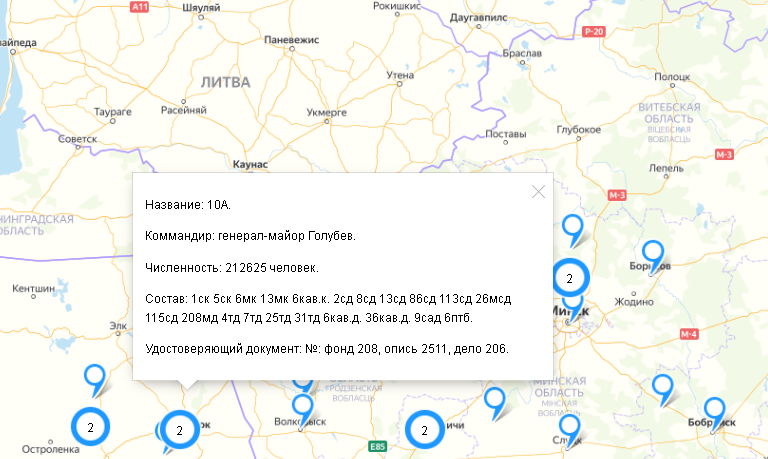 Шяуляй
A11
Рокишкис
Даугавпилс
Паневежис
P-20
Браслав
ЛИТВА
Утена
Полоцк
Таураге
Расейняй
Укмерге
ВИТЕБСКАЯ
ОБЛАСТЬ
ВІЦЕБСКАЯ
ВОБЛАСЦЬ
Советск
Поставы
Глубокое
M-3
Каунас
Лепель
M-3
ОБЛАСТЬ
Название: 10А.
Коммандир: генерал-майор Голубев.
Численность: 212625 человек.
Состав: 1ск 5ск 6мк 13мк 6кав.к. 2сд 8сд 13сд 86сд 113сд 26мсд
115сд 208мд 4тд 7тд 25тд 31тд 6кав.д. 36кав.д. 9сад 6птб.
Удостоверяющий документ: №: фонд 208, опись 2511, дело 206.
2
Кентшин
Жодино
Элк
M-4
ГРОДЗЕНСКАЯ
ВОБЛАСЦЬ
МИНСКАЯ
ОБЛАСТЬ
МІНСКАЯ
ВОБЛАСЦЬ
2
2
2
Остроленка
Волковыск
E85
Слуцк
Бобруйск